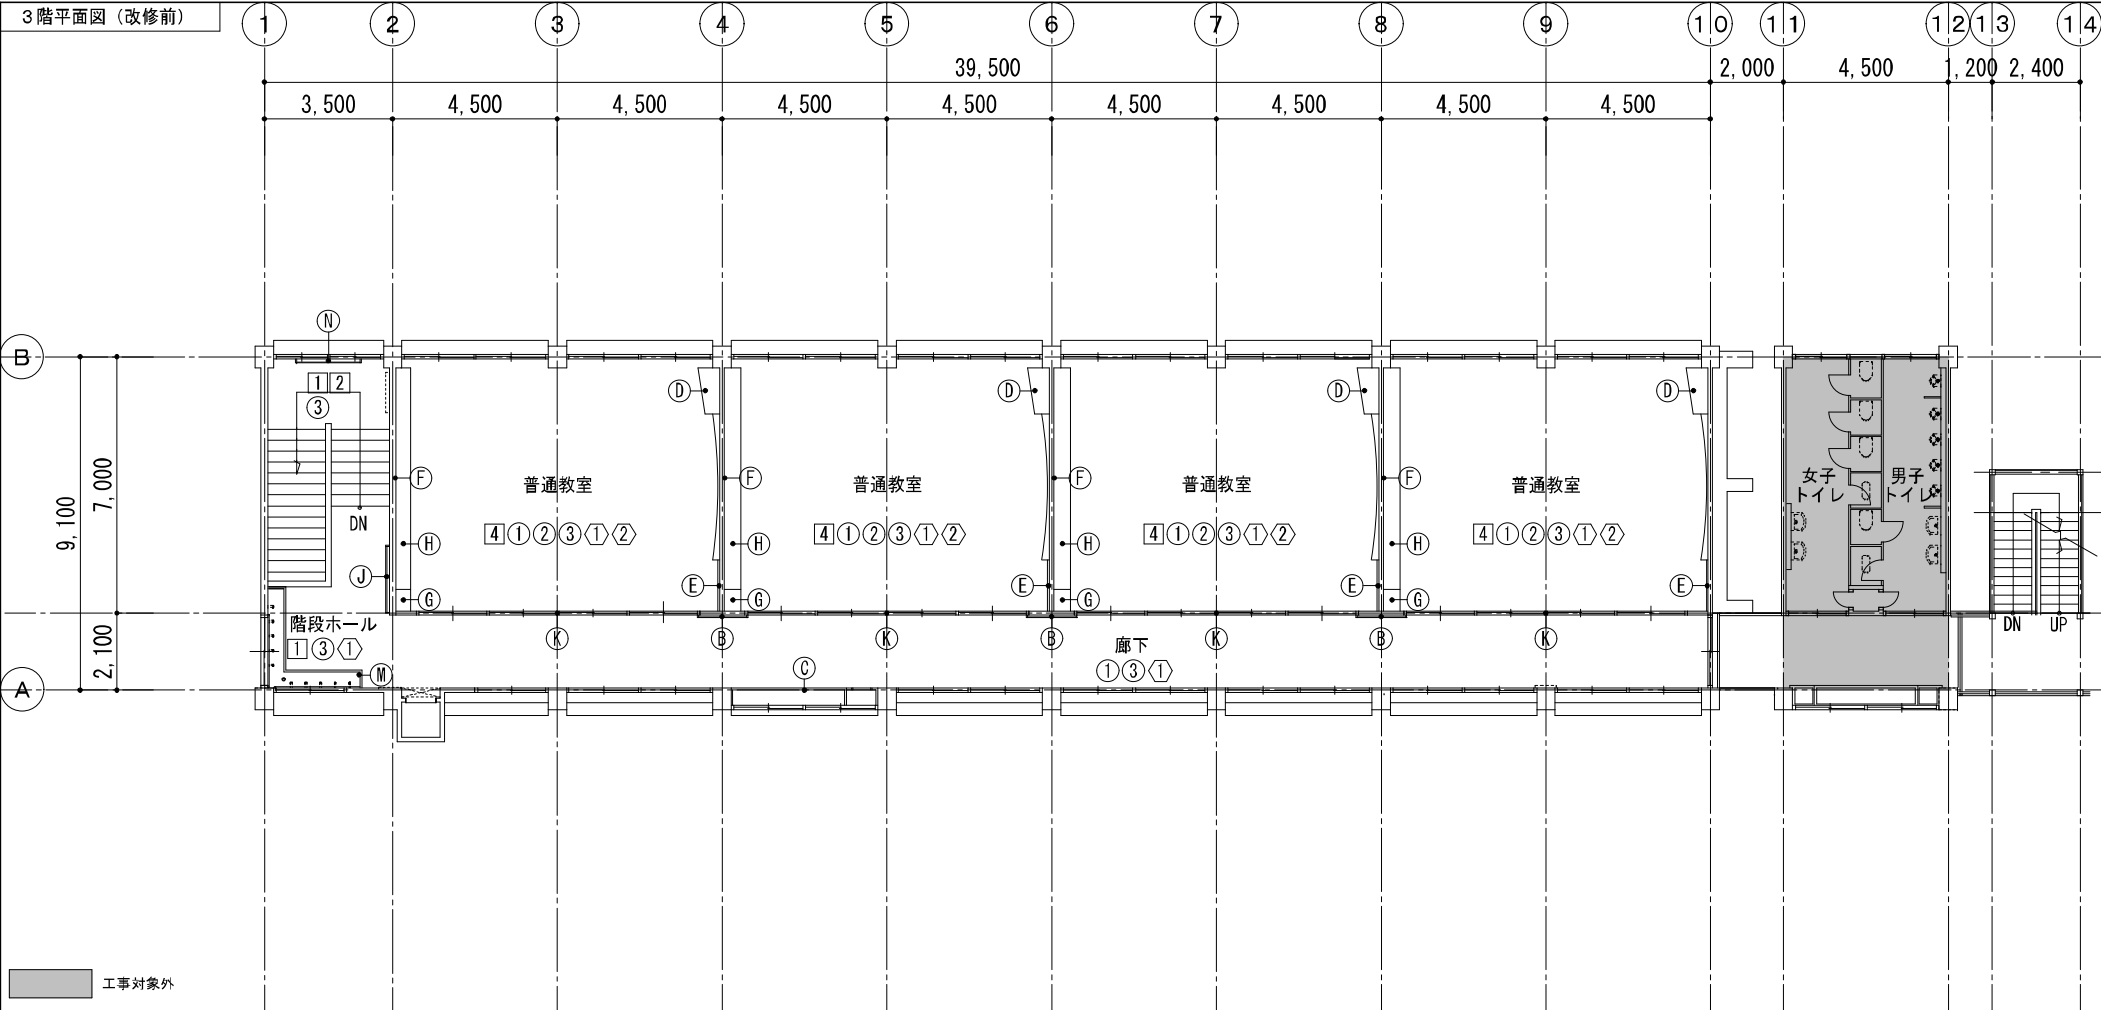 3階平面図（改修前）
1 2 3 4 5 6 7 8 9 10 11 12 13 14
39,500 2,000 4,500 1,200 2,400
3,500 4,500 4,500 4,500 4,500 4,500 4,500 4,500 4,500
N
B
1 2
3
D D D D
9,100
7,000
2,100
F F F F
普通教室 普通教室 普通教室 普通教室
女子
トイレ
男子
トイレ
DN
4 1 2 3 1 2
4 1 2 3 1 2
4 1 2 3 1 2
4 1 2 3 1 2
H H H H
J
E E E E
G G G G
階段ホール
1 3 1
K B K B K B K
DN UP
廊下
1 3 1
C
M
A
工事対象外